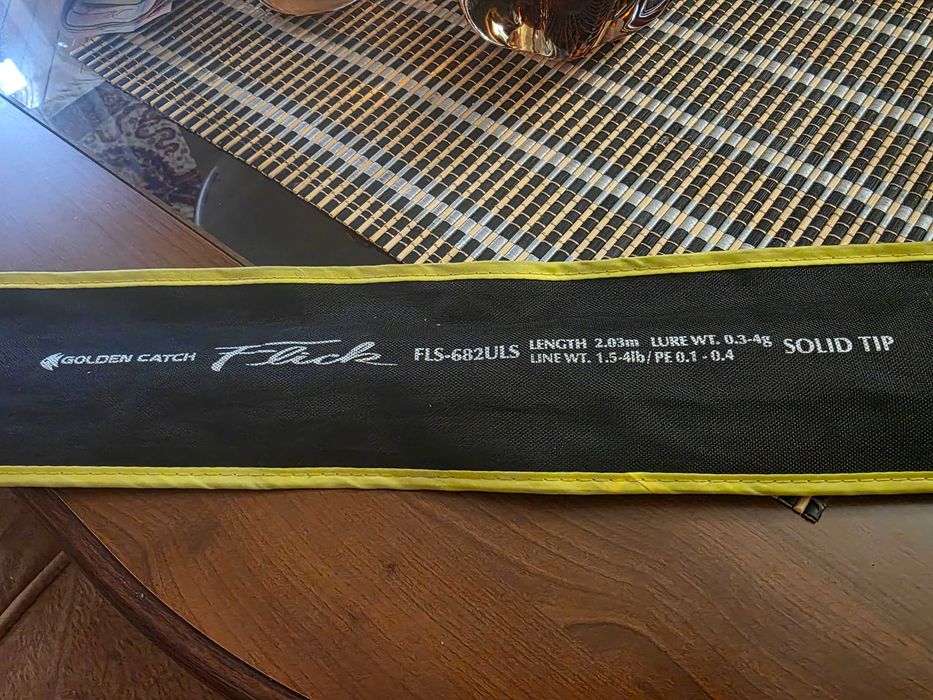 GOLDEN CATCH Flick FLS-682ULS LENGTH 2.03m LURE WT. 0.3-4g SOLID TIP
LINE WT. 1.5-4lb/ PE 0.1 - 0.4